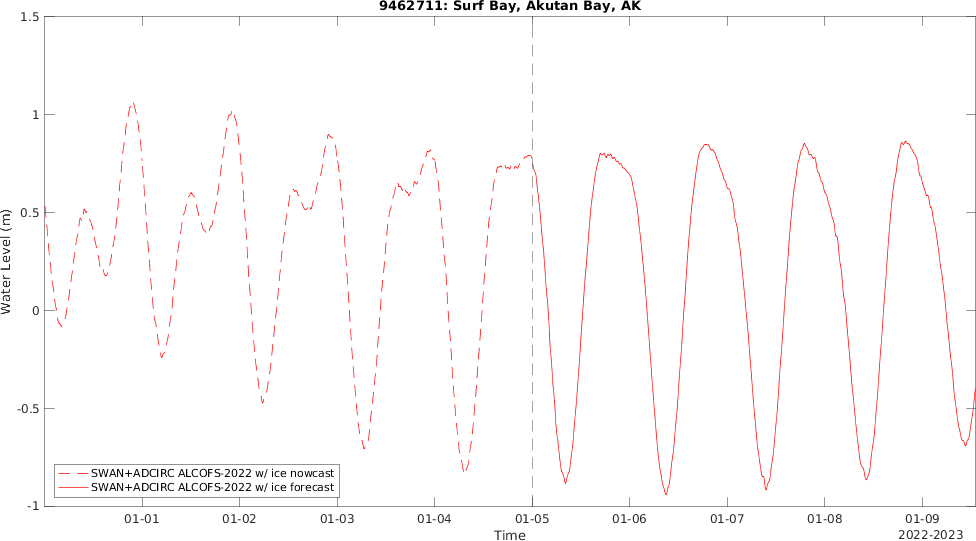 9462711: Surf Bay, Akutan Bay, AK
1.5
1
0.5
0
-0.5
-1
Water Level (m)
SWAN+ADCIRC ALCOFS-2022 w/ ice nowcast
SWAN+ADCIRC ALCOFS-2022 w/ ice forecast
01-01 01-02 01-03 01-04 01-05 01-06 01-07 01-08 01-09
Time
2022-2023